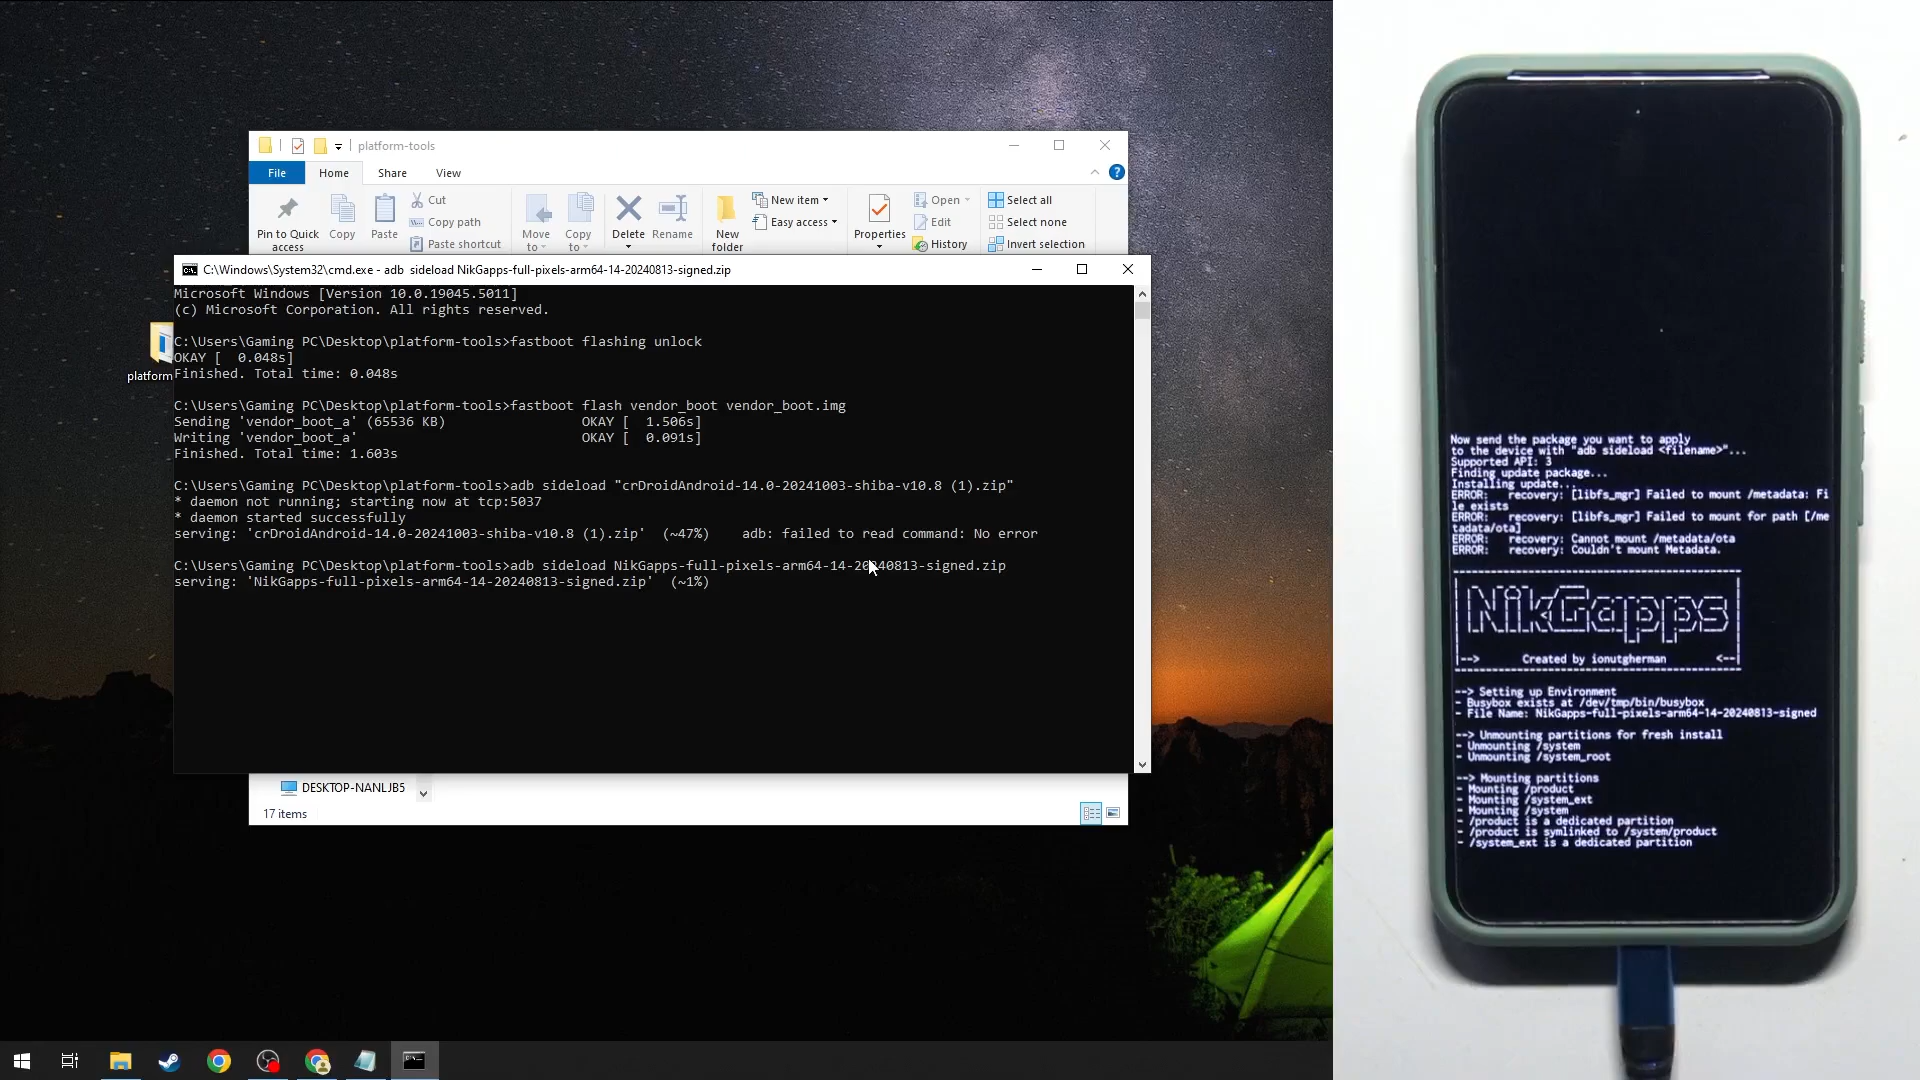 platform-tools
File
Home
Share
View
Pin to Quick
access
Copy
Paste
Cut
Copy path
Paste shortcut
Move
to
Copy
to
Delete
Rename
New
folder
New item
Easy access
Properties
Open
Edit
History
Select all
Select none
Invert selection
C:\Windows\System32\cmd.exe - adb  sideload NikGapps-full-pixels-arm64-14-20240813-signed.zip
Microsoft Windows [Version 10.0.19045.5011]
(c) Microsoft Corporation. All rights reserved.
C:\Users\Gaming PC\Desktop\platform-tools>fastboot flashing unlock
OKAY [  0.048s]
Finished. Total time: 0.048s
C:\Users\Gaming PC\Desktop\platform-tools>fastboot flash vendor_boot vendor_boot.img
Sending 'vendor_boot_a' (65536 KB)                 OKAY [  1.506s]
Writing 'vendor_boot_a'                            OKAY [  0.091s]
Finished. Total time: 1.603s
C:\Users\Gaming PC\Desktop\platform-tools>adb sideload "crDroidAndroid-14.0-20241003-shiba-v10.8 (1).zip"
* daemon not running; starting now at tcp:5037
* daemon started successfully
serving: 'crDroidAndroid-14.0-20241003-shiba-v10.8 (1).zip'  (~47%)    adb: failed to read command: No error
C:\Users\Gaming PC\Desktop\platform-tools>adb sideload NikGapps-full-pixels-arm64-14-20240813-signed.zip
serving: 'NikGapps-full-pixels-arm64-14-20240813-signed.zip'  (~1%)
platform
DESKTOP-NANLJB5
17 items
Now send the package you want to apply
to the device with "adb sideload <filename>"...
Supported API: 3
Finding update package...
Installing update...
ERROR:   recovery: [libfs_mgr] Failed to mount /metadata: Fi
le exists
ERROR:   recovery: [libfs_mgr] Failed to mount for path [/me
tadata/ota]
ERROR:   recovery: Cannot mount /metadata/ota
ERROR:   recovery: Couldn't mount Metadata.
NikGapps
|-->       Created by ionutgherman       <--|
--> Setting up Environment
- Busybox exists at /dev/tmp/bin/busybox
- File Name: NikGapps-full-pixels-arm64-14-20240813-signed
--> Unmounting partitions for fresh install
- Unmounting /system
- Unmounting /system_root
--> Mounting partitions
- Mounting /product
- Mounting /system_ext
- Mounting /system
- /product is a dedicated partition
- /product is symlinked to /system/product
- /system_ext is a dedicated partition